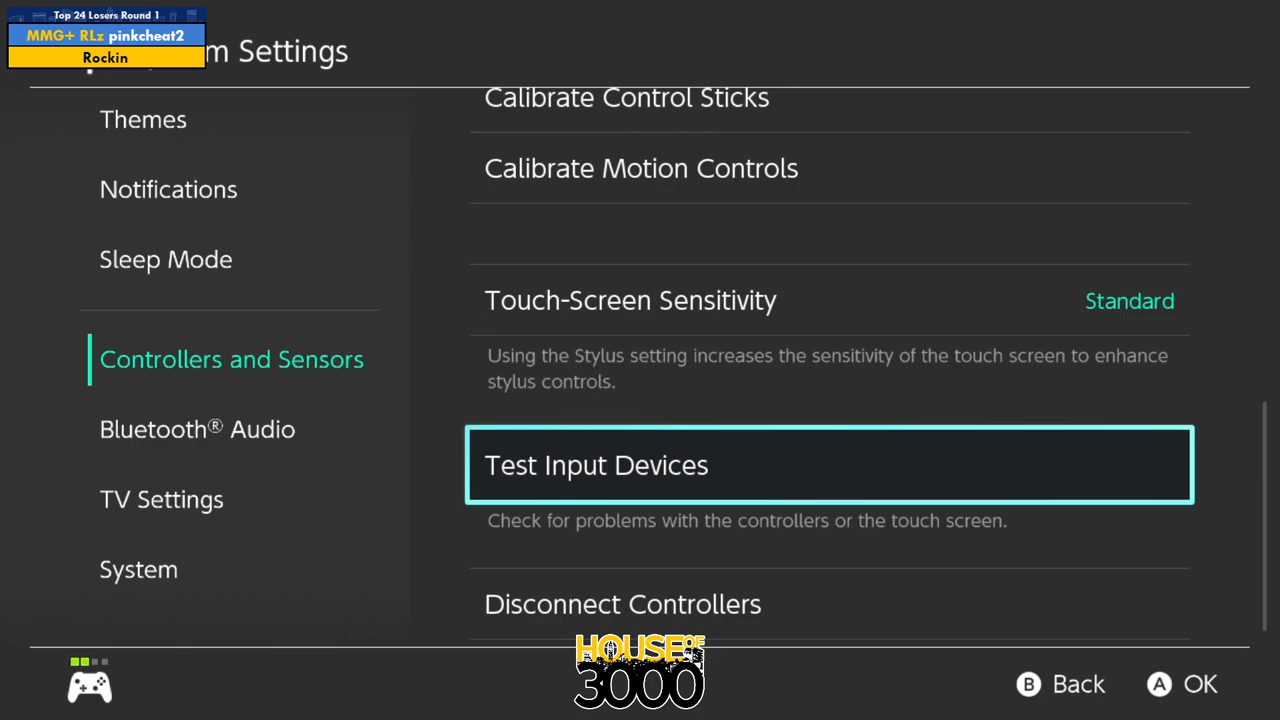 Top 24 Losers Round 1
MMG+ RLz pinkcheat2
Rockin
m Settings
Themes
Notifications
Sleep Mode
Controllers and Sensors
Bluetooth® Audio
TV Settings
System
Calibrate Control Sticks
Calibrate Motion Controls
Touch-Screen Sensitivity Standard
Using the Stylus setting increases the sensitivity of the touch screen to enhance
stylus controls.
Test Input Devices
Check for problems with the controllers or the touch screen.
Disconnect Controllers
HOUSE OF
3000
B Back A OK